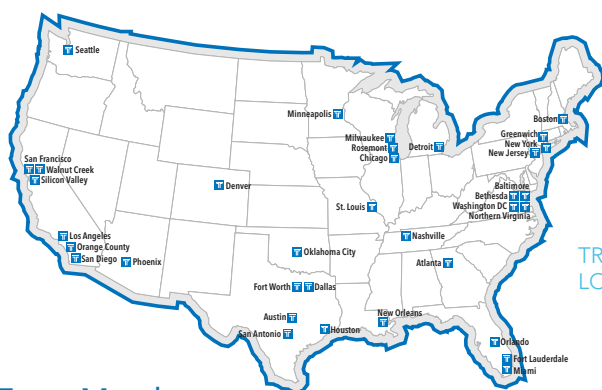 Seattle
Minneapolis
Boston
Milwaukee
Rosemont
Chicago
Detroit
Greenwich
New York
New Jersey
San Francisco
Walnut Creek
Silicon Valley
Denver
St. Louis
Baltimore
Bethesda
Washington DC
Northern Virginia
Nashville
Los Angeles
Orange County
San Diego
Phoenix
Oklahoma City
Atlanta
TR
LO
Fort Worth
Dallas
Austin
San Antonio
Houston
New Orleans
Orlando
Fort Lauderdale
Miami